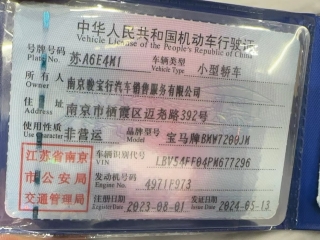 中华人民共和国机动车行驶证
Vehicle License of the People's Republic of China
号牌号码 苏A6E4M1 车辆类型 小型轿车
Plate No. Vehicle Type
所有人 南京骏宝行汽车销售服务有限公司
Owner
住址 南京市栖霞区迈尧路392号
Address
使用性质 非营运 品牌型号 宝马牌BMW7200JM
Use Character Model
江苏省南京 车辆识别代号 LBV54FF04PM677296
VIN
市公安局 发动机号码 4971F973
Engine No.
交通管理局 注册日期 2023-08-01 发证日期 2024-05-13
Register Date Issue Date